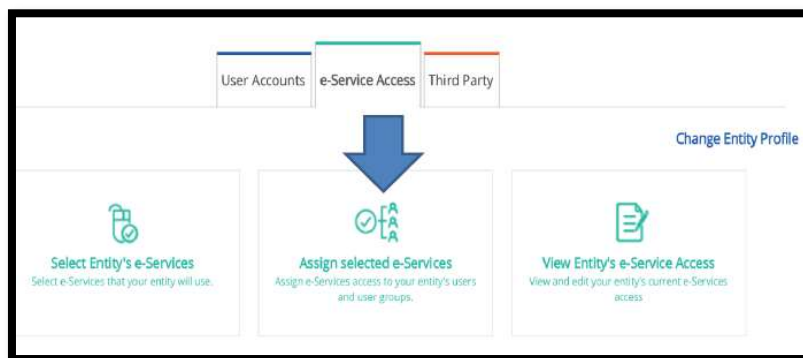 User Accounts
e-Service Access
Third Party
Change Entity Profile
Select Entity's e-Services
Select e-Services that your entity will use.
Assign selected e-Services
Assign e-Services access to your entity's users
and user groups.
View Entity's e-Service Access
View and edit your entity's current e-Services
access